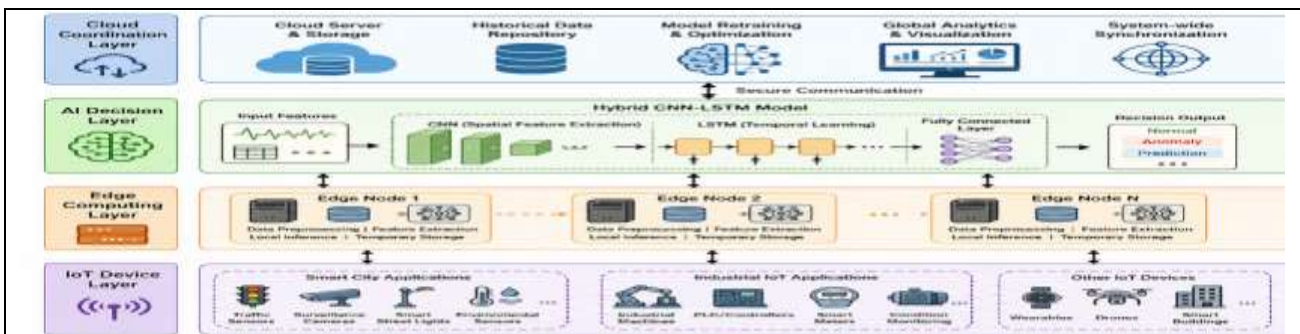 Cloud
Coordination
Layer
Cloud Server
& Storage
Historical Data
Repository
Model Retraining
& Optimization
Global Analytics
& Visualization
System-wide
Synchronization
Secure Communication
AI Decision
Layer
Hybrid CNN-LSTM Model
Input Features
CNN (Spatial Feature Extraction)
LSTM (Temporal Learning)
Fully Connected
Layer
Decision Output
Normal
Anomaly
Prediction
Edge
Computing
Layer
Edge Node 1
Data Preprocessing | Feature Extraction
Local Inference | Temporary Storage
Edge Node 2
Data Preprocessing | Feature Extraction
Local Inference | Temporary Storage
Edge Node N
Data Preprocessing | Feature Extraction
Local Inference | Temporary Storage
IoT Device
Layer
Smart City Applications
Traffic
Sensors
Surveillance
Cameras
Smart
Street Lights
Environmental
Sensors
Industrial IoT Applications
Industrial
Machines
PLC/Controllers
Smart
Meters
Condition
Monitoring
Other IoT Devices
Wearables
Drones
Smart
Buildings